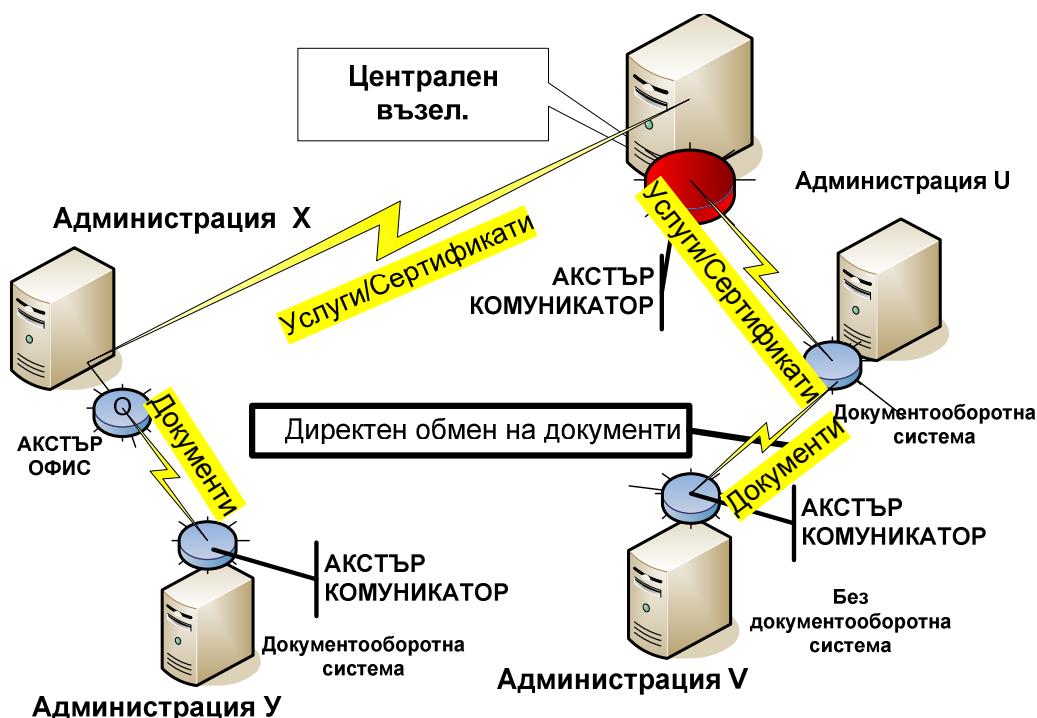 Централен
възел.
Администрация U
Администрация X
Услуги/Сертификати
Услуги/Сертификати
АКСТЪР
КОМУНИКАТОР
О
АКСТЪР
ОФИС
Документи
Директен обмен на документи
Документооборотна
система
Документи
АКСТЪР
КОМУНИКАТОР
АКСТЪР
КОМУНИКАТОР
Документооборотна
система
Без
документооборотна
система
Администрация V
Администрация У